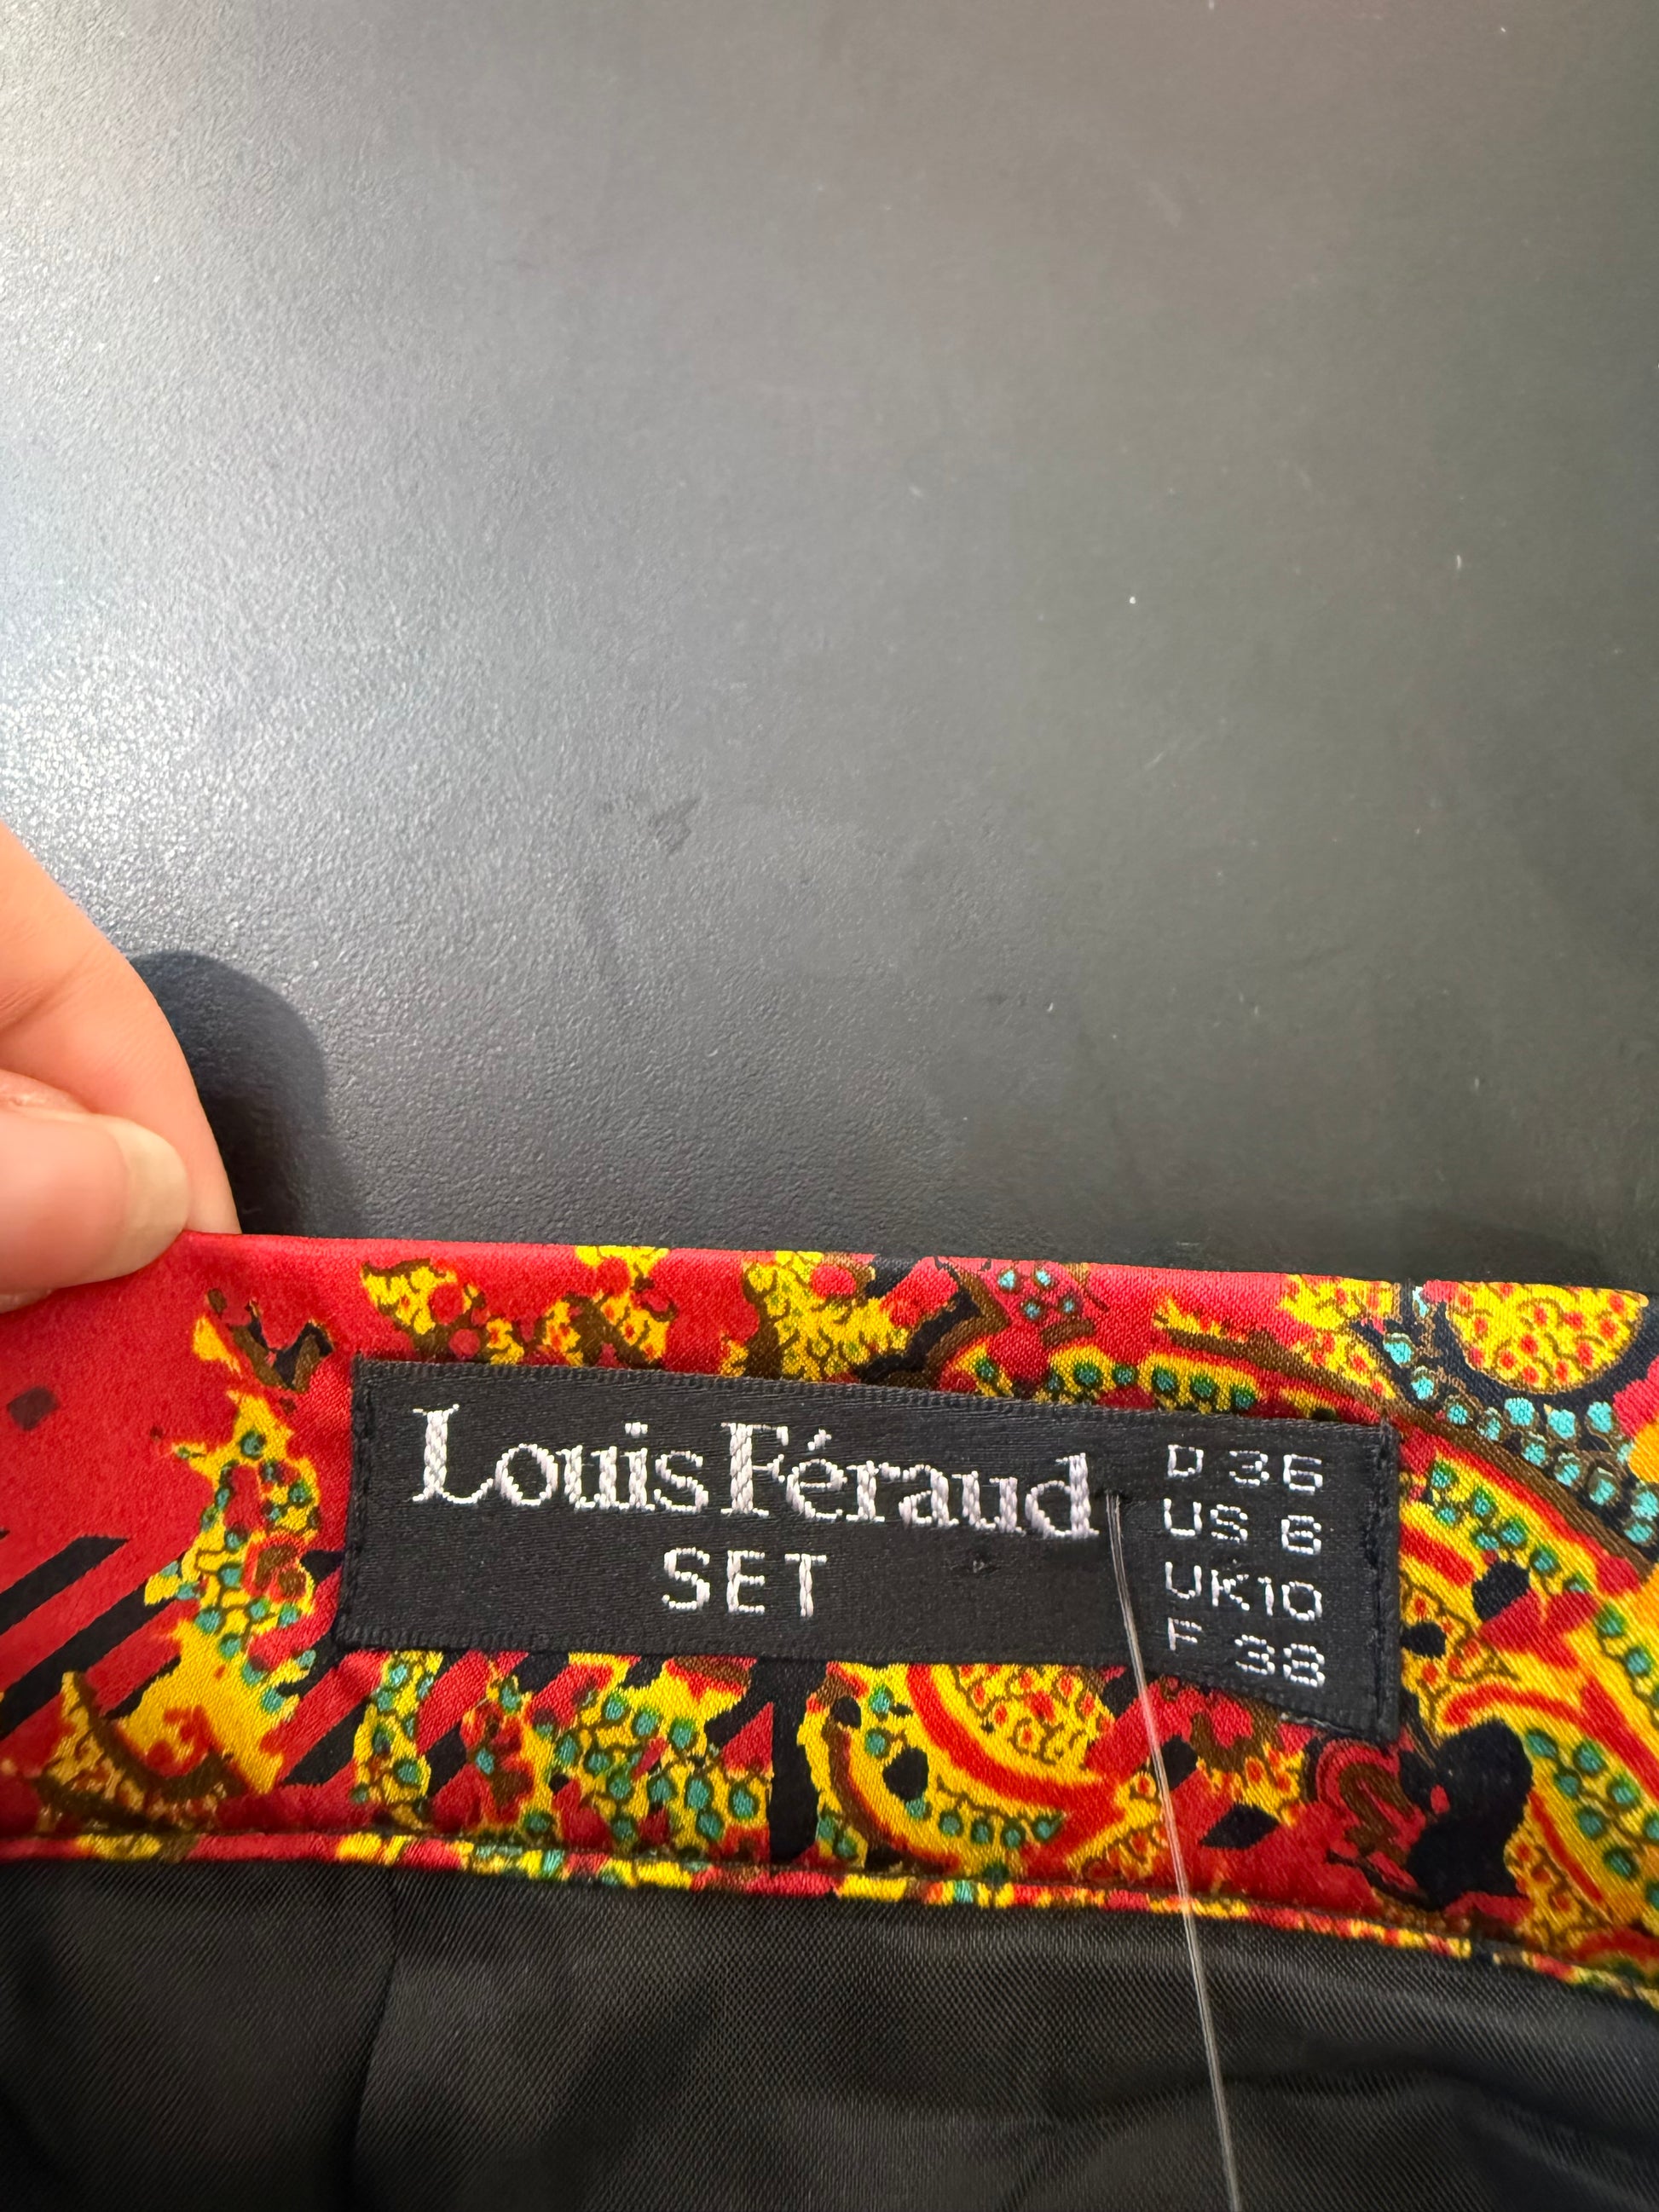 Louis Féraud
SET
D 36
US 6
UK10
F 38